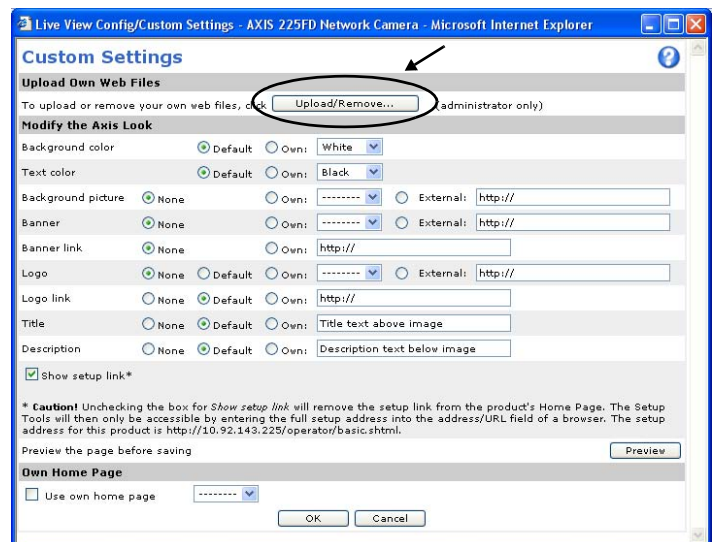 Live View Config/Custom Settings - AXIS 225FD Network Camera - Microsoft Internet Explorer
Custom Settings
Upload Own Web Files
To upload or remove your own web files, click Upload/Remove... (administrator only)
Modify the Axis Look
Background color Default Own: White
Text color Default Own: Black
Background picture None Own: -------- External: http://
Banner None Own: -------- External: http://
Banner link None Own: http://
Logo None Default Own: -------- External: http://
Logo link None Default Own: http://
Title None Default Own: Title text above image
Description None Default Own: Description text below image
Show setup link*
* Caution! Unchecking the box for Show setup link will remove the setup link from the product's Home Page. The Setup
Tools will then only be accessible by entering the full setup address into the address/URL field of a browser. The setup
address for this product is http://10.92.143.225/operator/basic.shtml.
Preview the page before saving Preview
Own Home Page
Use own home page --------
OK Cancel